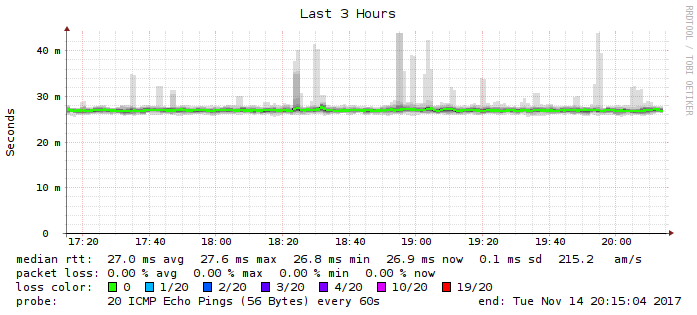 Last 3 Hours
RRDTOOL / TOBI OETIKER
Seconds
40 m
30 m
20 m
10 m
0
17:20 17:40 18:00 18:20 18:40 19:00 19:20 19:40 20:00
median rtt: 27.0 ms avg 27.6 ms max 26.8 ms min 26.9 ms now 0.1 ms sd 215.2 am/s
packet loss: 0.00 % avg 0.00 % max 0.00 % min 0.00 % now
loss color: 0 1/20 2/20 3/20 4/20 10/20 19/20
probe: 20 ICMP Echo Pings (56 Bytes) every 60s end: Tue Nov 14 20:15:04 2017